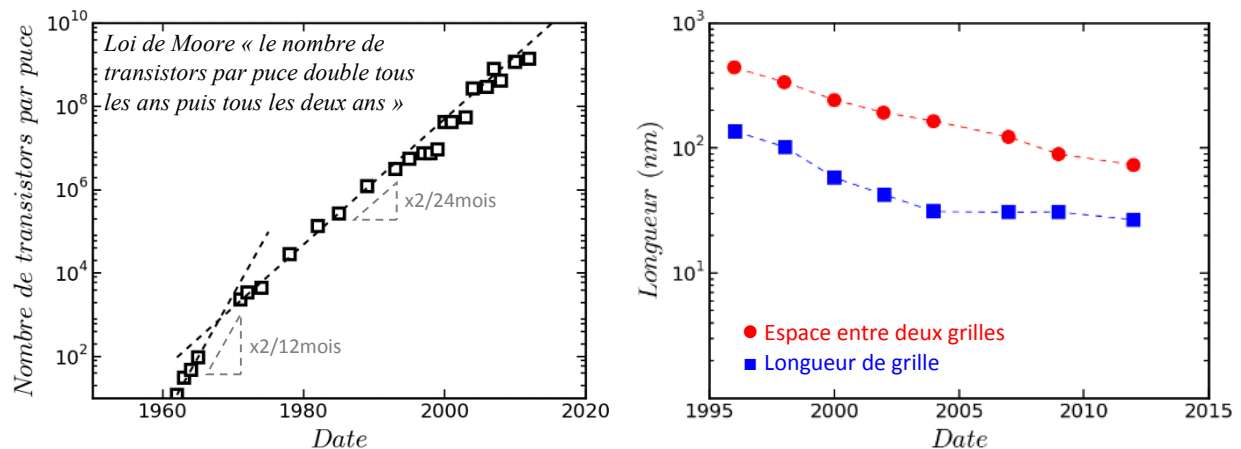 Nombre de transistors par puce
10^10
10^8
10^6
10^4
10^2
Loi de Moore « le nombre de
transistors par puce double tous
les ans puis tous les deux ans »
x2/24mois
x2/12mois
1960
1980
2000
2020
Date
Longueur (nm)
10^3
10^2
10^1
Espace entre deux grilles
Longueur de grille
1995
2000
2005
2010
2015
Date